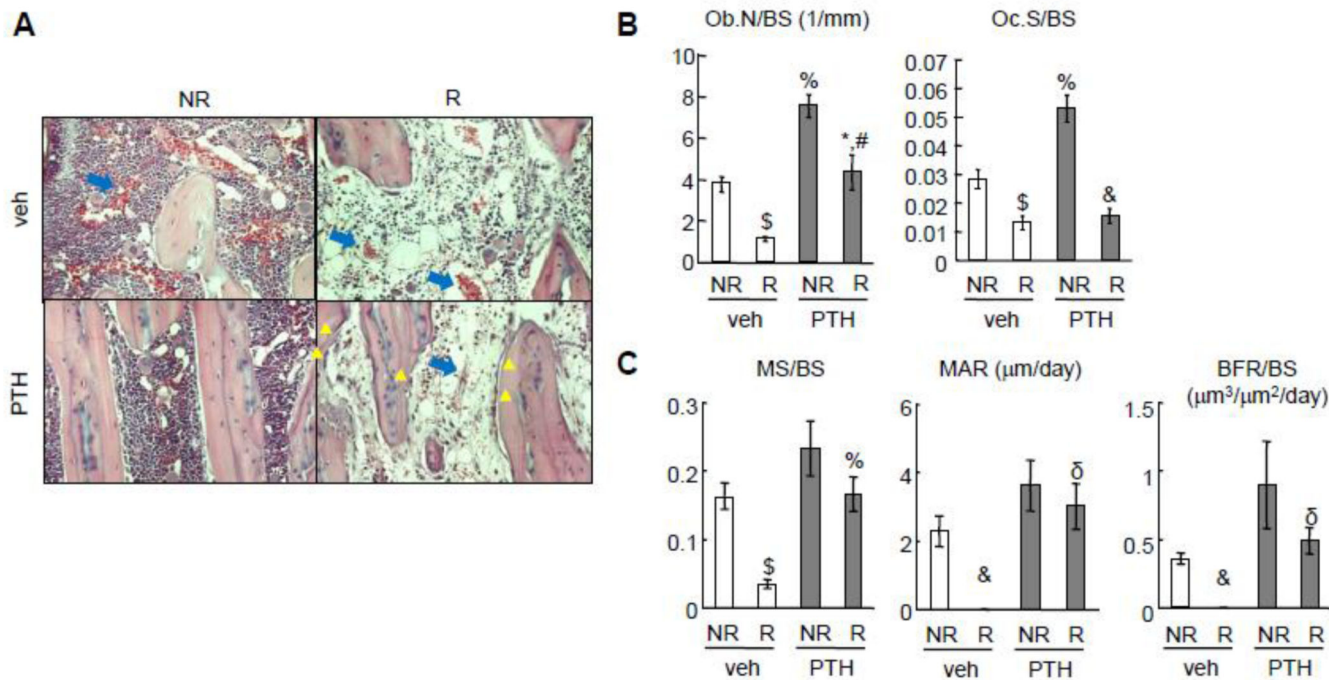 A
NR R
veh
PTH
B
Ob.N/BS (1/mm)
10
8
6
4
2
0
$
%
*,#
NR R NR R
veh PTH
Oc.S/BS
0.07
0.06
0.05
0.04
0.03
0.02
0.01
0
$
%
&
NR R NR R
veh PTH
C
MS/BS
0.3
0.2
0.1
0
$
%
NR R NR R
veh PTH
MAR (μm/day)
6
4
2
0
&
δ
NR R NR R
veh PTH
BFR/BS
(μm³/μm²/day)
1.5
1
0.5
0
&
δ
NR R NR R
veh PTH